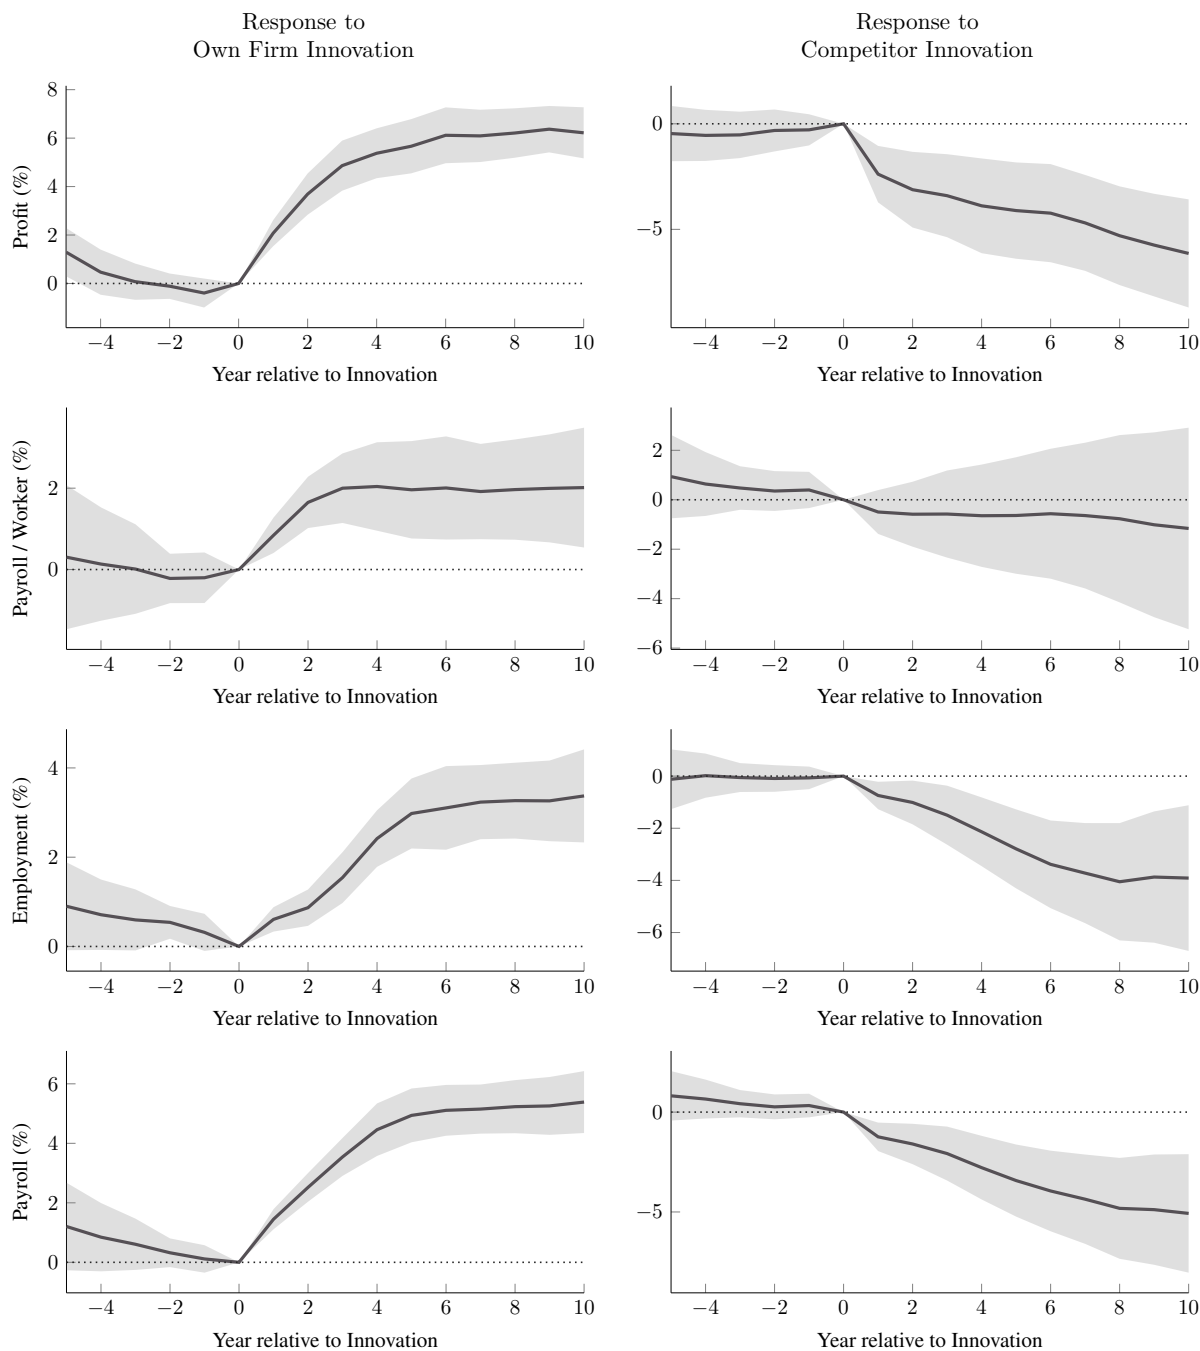 Response to
Own Firm Innovation
Response to
Competitor Innovation
Profit (%)
8
6
4
2
0
−4 −2 0 2 4 6 8 10
Year relative to Innovation
0
−5
−4 −2 0 2 4 6 8 10
Year relative to Innovation
Payroll / Worker (%)
2
0
−4 −2 0 2 4 6 8 10
Year relative to Innovation
2
0
−2
−4
−6
−4 −2 0 2 4 6 8 10
Year relative to Innovation
Employment (%)
4
2
0
−4 −2 0 2 4 6 8 10
Year relative to Innovation
0
−2
−4
−6
−4 −2 0 2 4 6 8 10
Year relative to Innovation
Payroll (%)
6
4
2
0
−4 −2 0 2 4 6 8 10
Year relative to Innovation
0
−5
−4 −2 0 2 4 6 8 10
Year relative to Innovation